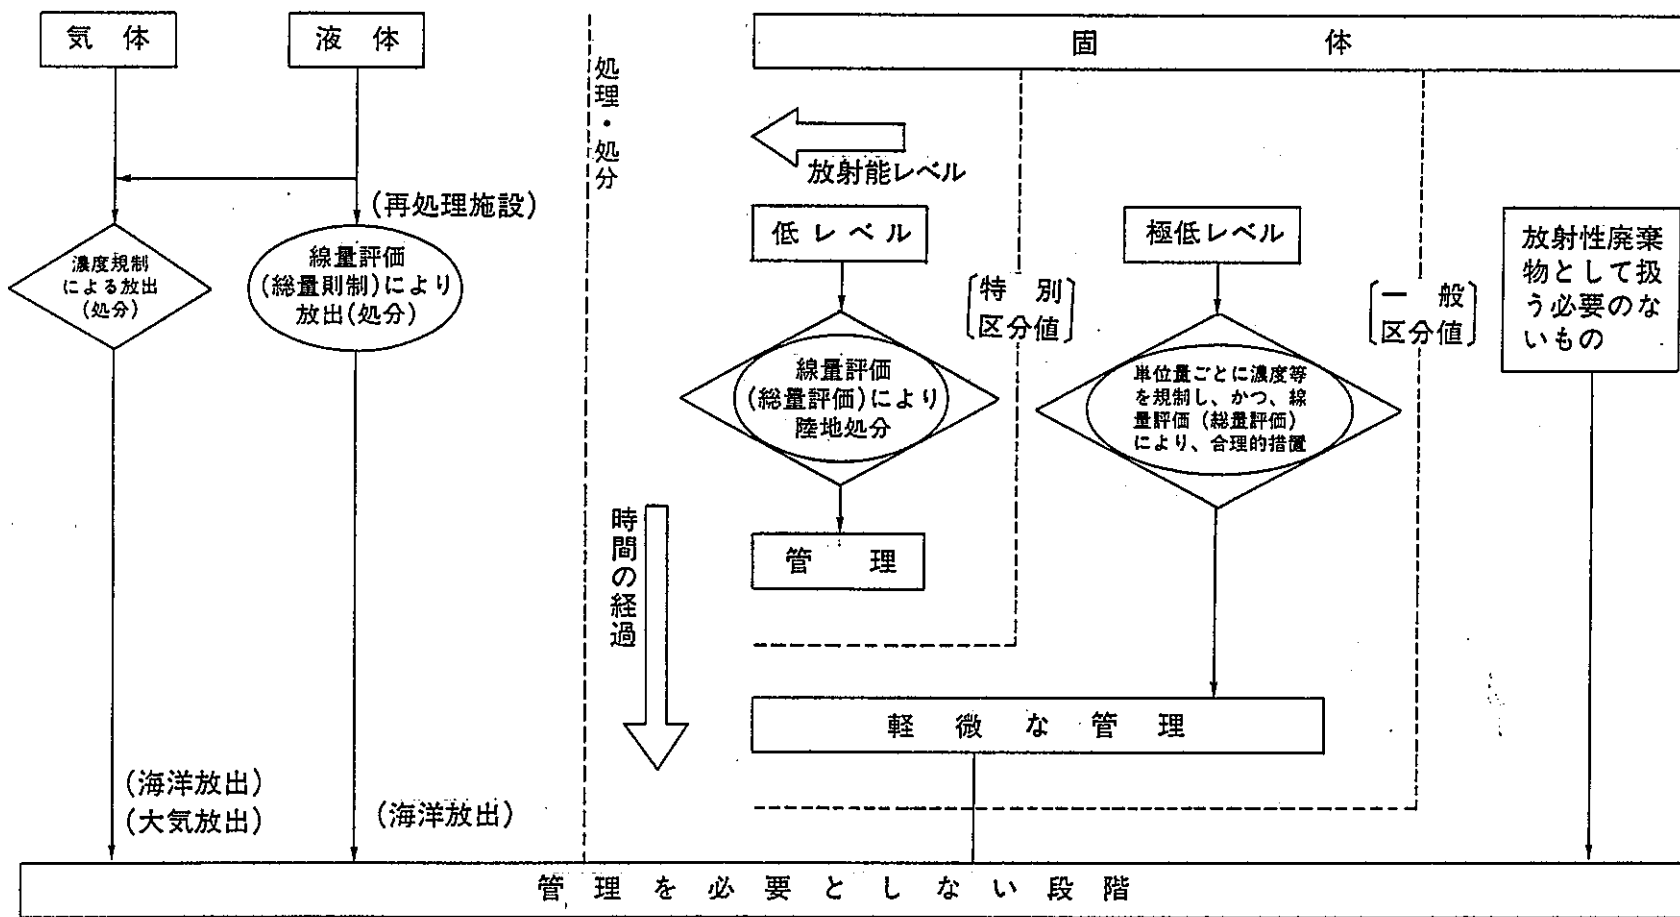 気体
液体
固体
処理・処分
放射能レベル
(再処理施設)
濃度規制
による放出
(処分)
線量評価
(総量則制)により
放出(処分)
低レベル
極低レベル
放射性廃棄
物として扱
う必要のな
いもの
〔特別
区分値〕
〔一般
区分値〕
線量評価
(総量評価)により
陸地処分
単位量ごとに濃度等
を規制し、かつ、線
量評価(総量評価)
により、合理的措置
時間の経過
管理
軽微な管理
(海洋放出)
(大気放出)
(海洋放出)
管理を必要としない段階